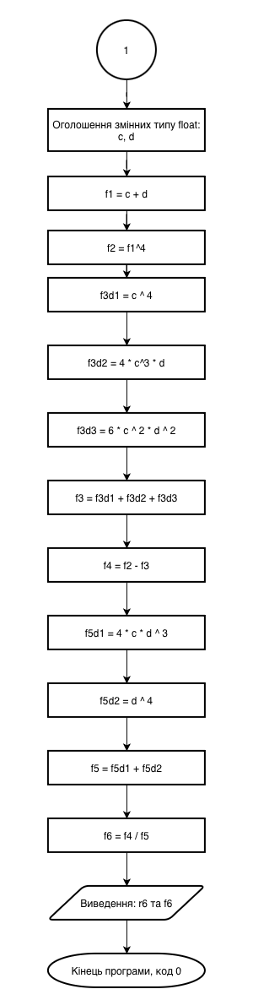 1
Оголошення змінних типу float:
c, d
f1 = c + d
f2 = f1^4
f3d1 = c ^ 4
f3d2 = 4 * c^3 * d
f3d3 = 6 * c ^ 2 * d ^ 2
f3 = f3d1 + f3d2 + f3d3
f4 = f2 - f3
f5d1 = 4 * c * d ^ 3
f5d2 = d ^ 4
f5 = f5d1 + f5d2
f6 = f4 / f5
Виведення: r6 та f6
Кінець програми, код 0